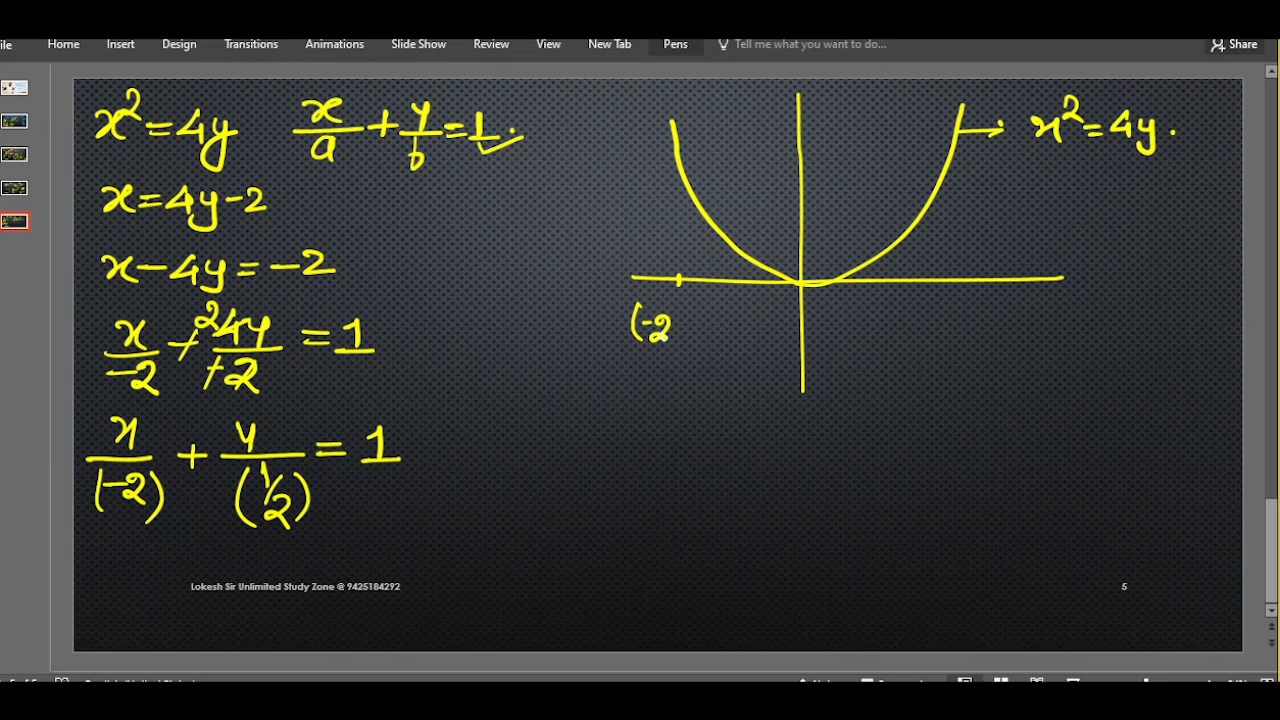 File Home Insert Design Transitions Animations Slide Show Review View New Tab Pens Tell me what you want to do... Share
x² = 4y
x/a + y/b = 1.
x² = 4y.
x = 4y - 2
x - 4y = -2
x/-2 - 4y/-2 = 1
2
(-2
x/(-2) + y/(1/2) = 1
Lokesh Sir Unlimited Study Zone @ 9425184292
5